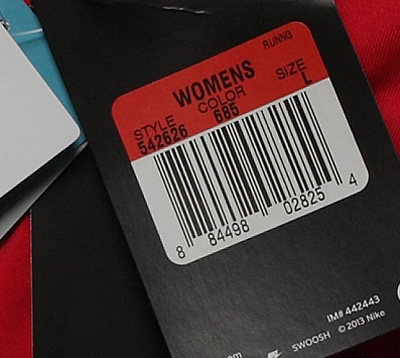 RUNNG
WOMENS
STYLE COLOR SIZE
542626 685 L
8 84498 02825 4
IM# 442443
SWOOSH © 2013 Nike